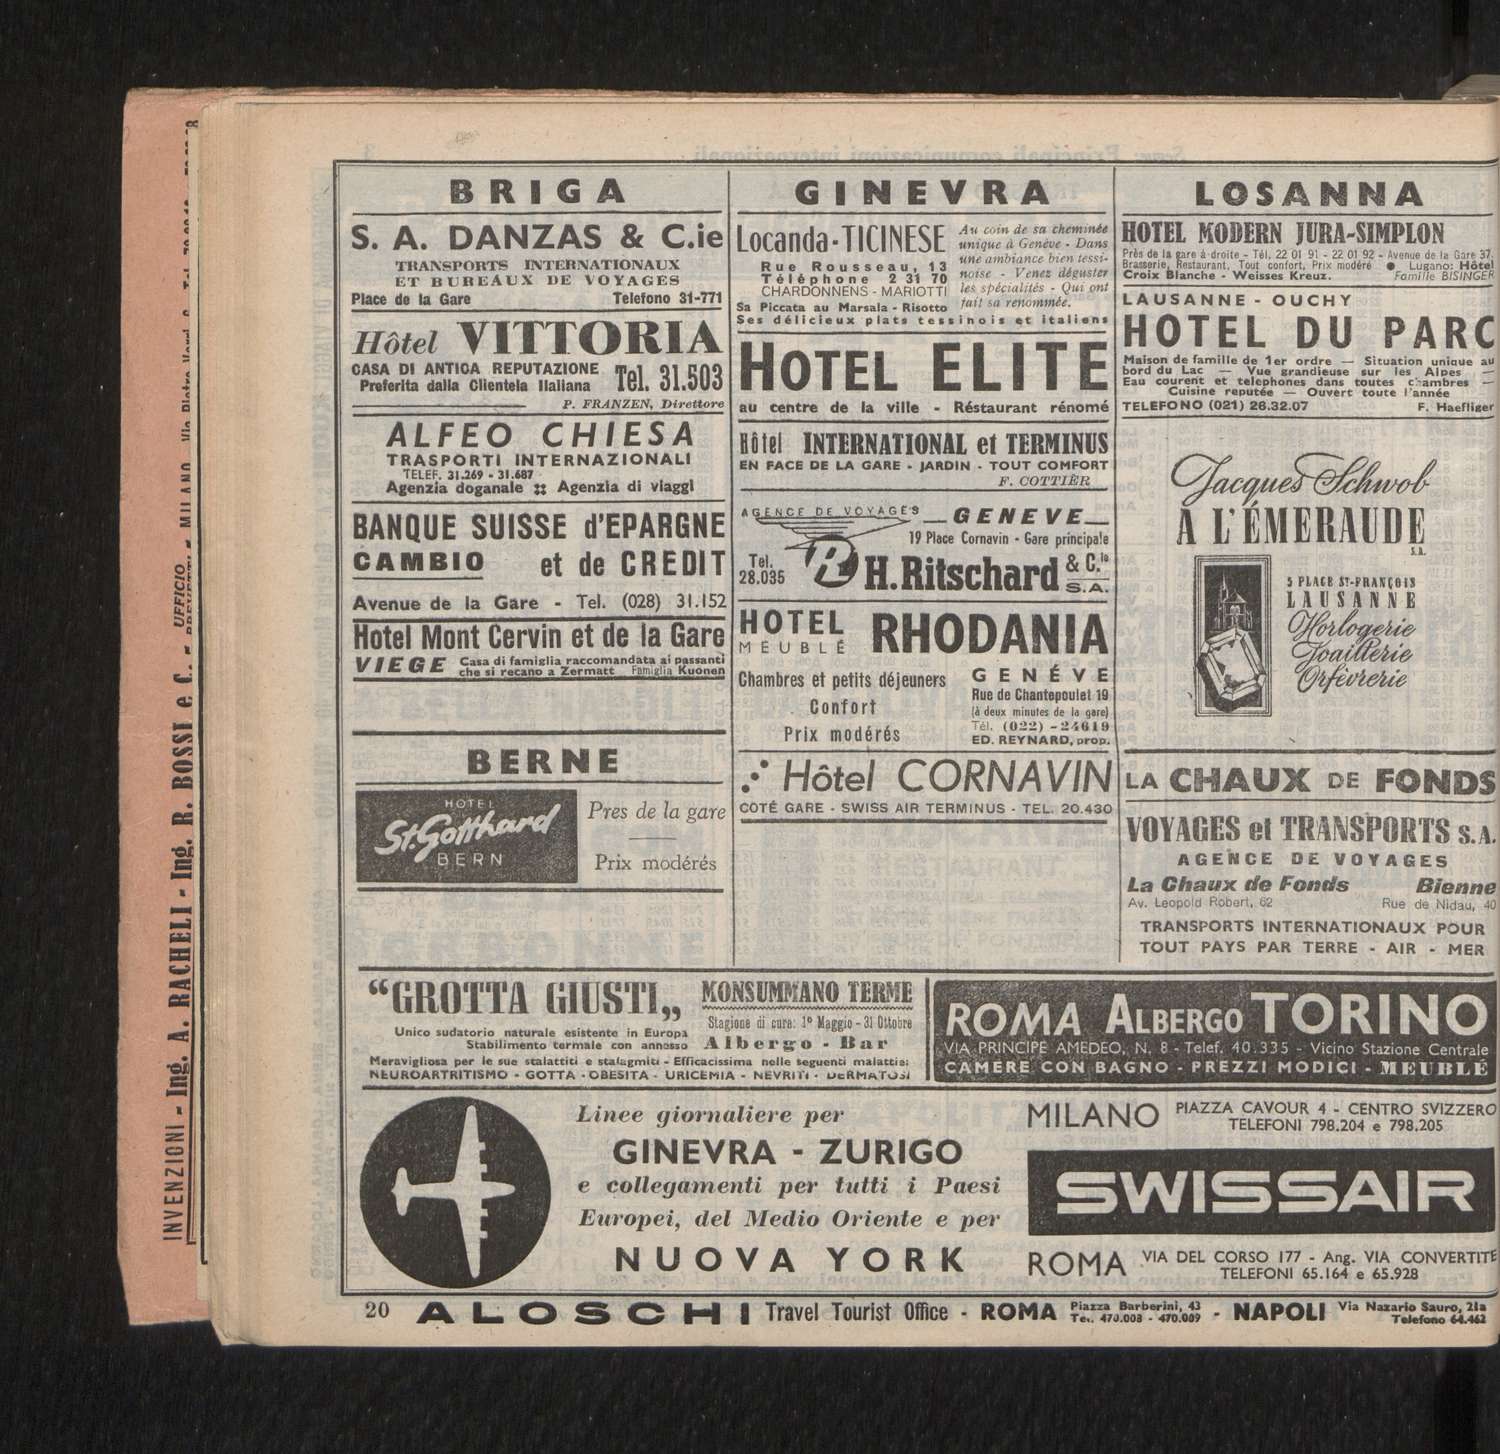 BRIGA
S. A. DANZAS & C.ie
TRANSPORTS INTERNATIONAUX
ET BUREAUX DE VOYAGES
Place de la Gare Telefono 31-771
Hôtel VITTORIA
CASA DI ANTICA REPUTAZIONE
Preferita dalla Clientela Italiana Tel. 31.503
P. FRANZEN, Direttore
ALFEO CHIESA
TRASPORTI INTERNAZIONALI
TELEF. 31.269 - 31.687
Agenzia doganale :: Agenzia di viaggi
BANQUE SUISSE d'EPARGNE
CAMBIO et de CREDIT
Avenue de la Gare - Tel. (028) 31.152
Hotel Mont Cervin et de la Gare
VIEGE Casa di famiglia raccomandata ai passanti
che si recano a Zermatt Famiglia Kuonen
BERNE
HOTEL
St. Gotthard
BERN
Pres de la gare
Prix modérés
GINEVRA
Locanda-TICINESE
Rue Rousseau, 13
Téléphone 2 31 70
CHARDONNENS - MARIOTTI
Sa Piccata au Marsala - Risotto
Au coin de sa cheminée
unique à Genève - Dans
une ambiance bien tessi-
noise - Venez déguster
les spécialités - Qui ont
fait sa renommée.
Ses délicieux plats tessinois et italiens
HOTEL ELITE
au centre de la ville - Réstaurant rénomé
Hôtel INTERNATIONAL et TERMINUS
EN FACE DE LA GARE - JARDIN - TOUT COMFORT
F. COTTIER
AGENCE DE VOYAGES GENEVE
19 Place Cornavin - Gare principale
Tel.
28.035 R H. Ritschard & C.ie
S.A.
HOTEL
MEUBLÉ RHODANIA
Chambres et petits déjeuners
Confort
Prix modérés
GENÉVE
Rue de Chantepoulet 19
(à deux minutes de la gare)
Tél. (022) - 24619
ED. REYNARD, prop.
Hôtel CORNAVIN
COTÉ GARE - SWISS AIR TERMINUS - TEL. 20.430
LOSANNA
HOTEL MODERN JURA-SIMPLON
Près de la gare à droite - Tél, 22 01 91 - 22 01 92 - Avenue de la Gare 37.
Brasserie, Restaurant. Tout confort, Prix modéré ● Lugano: Hôtel
Croix Blanche - Weisses Kreuz. Famille BISINGER
LAUSANNE - OUCHY
HOTEL DU PARC
Maison de famille de 1er ordre — Situation unique au
bord du Lac — Vue grandieuse sur les Alpes —
Eau courent et telephones dans toutes chambres —
Cuisine reputée — Ouvert toute l'année
TELEFONO (021) 26.32.07 F. Haefliger
Jacques Schwob
A L'ÉMERAUDE
S.A.
5 PLACE ST-FRANÇOIS
LAUSANNE
Horlogerie
Joaillerie
Orfèvrerie
LA CHAUX DE FONDS
VOYAGES et TRANSPORTS S.A.
AGENCE DE VOYAGES
La Chaux de Fonds Bienne
Av. Leopold Robert, 62 Rue de Nidau, 40
TRANSPORTS INTERNATIONAUX POUR
TOUT PAYS PAR TERRE - AIR - MER
"GROTTA GIUSTI„ MONSUMMANO TERME
Unico sudatorio naturale esistente in Europa
Stabilimento termale con annesso
Stagione di cura: 1º Maggio - 31 Ottobre
Albergo - Bar
Meravigliosa per le sue stalattiti e stalagmiti - Efficacissima nelle seguenti malattie:
NEUROARTRITISMO - GOTTA - OBESITA - URICEMIA - NEVRITI - DERMATOSI
ROMA ALBERGO TORINO
VIA PRINCIPE AMEDEO, N. 8 - Telef. 40.335 - Vicino Stazione Centrale
CAMERE CON BAGNO - PREZZI MODICI - MEUBLÉ
Linee giornaliere per
GINEVRA - ZURIGO
e collegamenti per tutti i Paesi
Europei, del Medio Oriente e per
NUOVA YORK
MILANO PIAZZA CAVOUR 4 - CENTRO SVIZZERO
TELEFONI 798.204 e 798.205
SWISSAIR
ROMA VIA DEL CORSO 177 - Ang. VIA CONVERTITE
TELEFONI 65.164 e 65.928
20 ALOSCHI Travel Tourist Office - ROMA Piazza Barberini, 43
Tel. 470.008 - 470.009 - NAPOLI Via Nazario Sauro, 21a
Telefono 64.462
INVENZIONI - Ing. A. RACHELI - Ing. R. BOSSI e C. - UFFICIO
MILANO